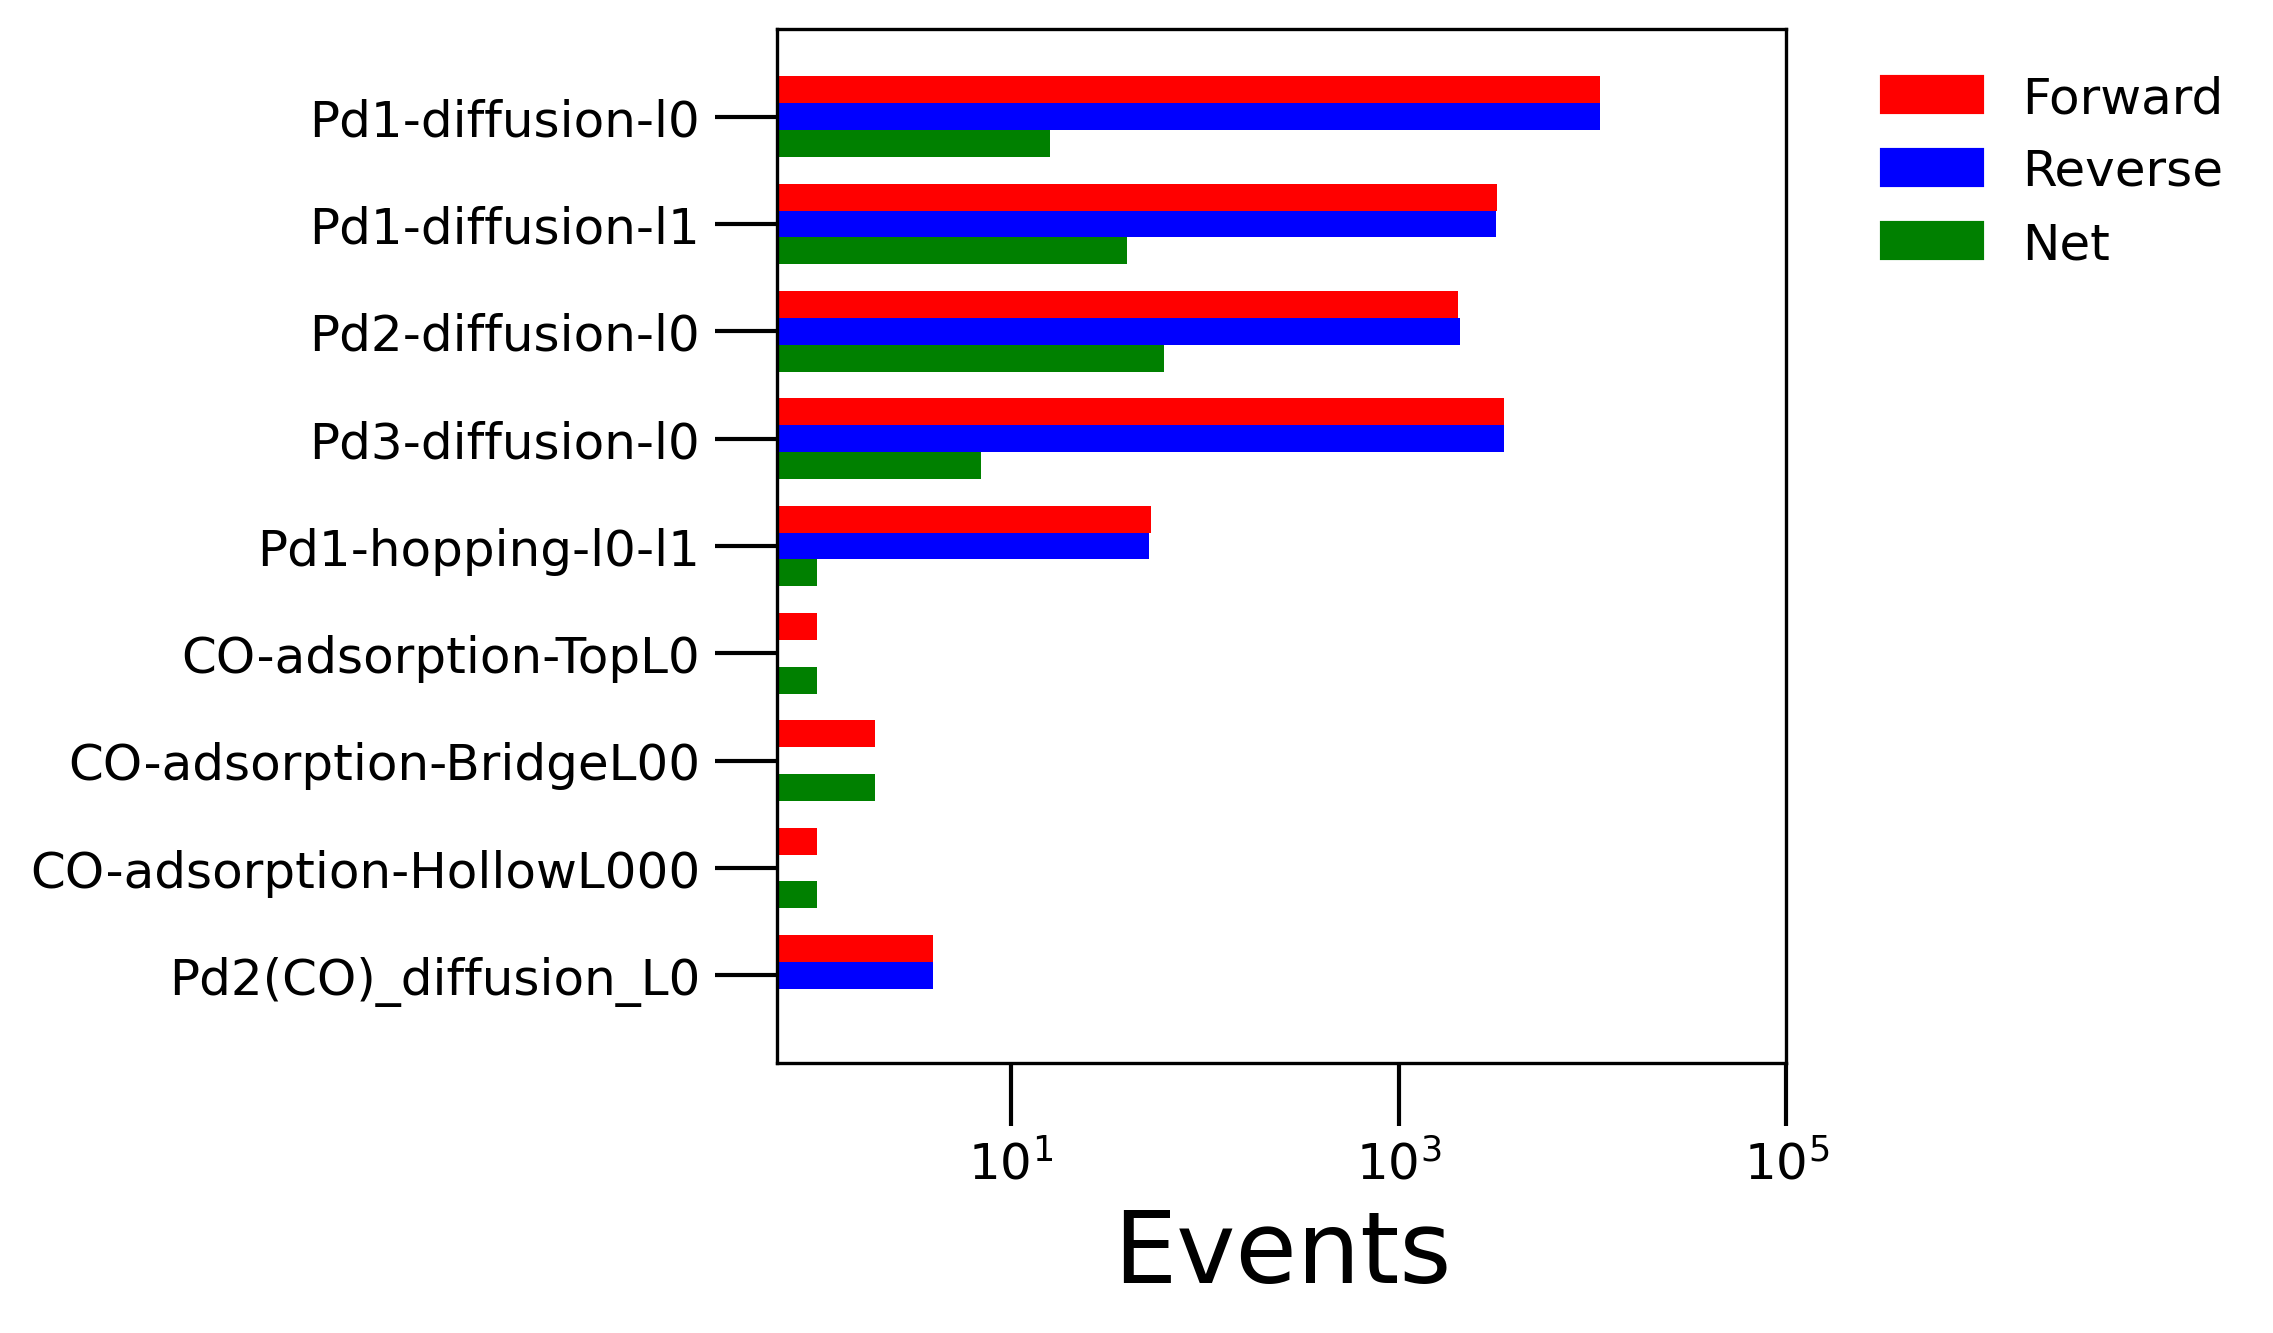 Pd1-diffusion-l0
Pd1-diffusion-l1
Pd2-diffusion-l0
Pd3-diffusion-l0
Pd1-hopping-l0-l1
CO-adsorption-TopL0
CO-adsorption-BridgeL00
CO-adsorption-HollowL000
Pd2(CO)_diffusion_L0
10¹ 10³ 10⁵
Events
Forward
Reverse
Net